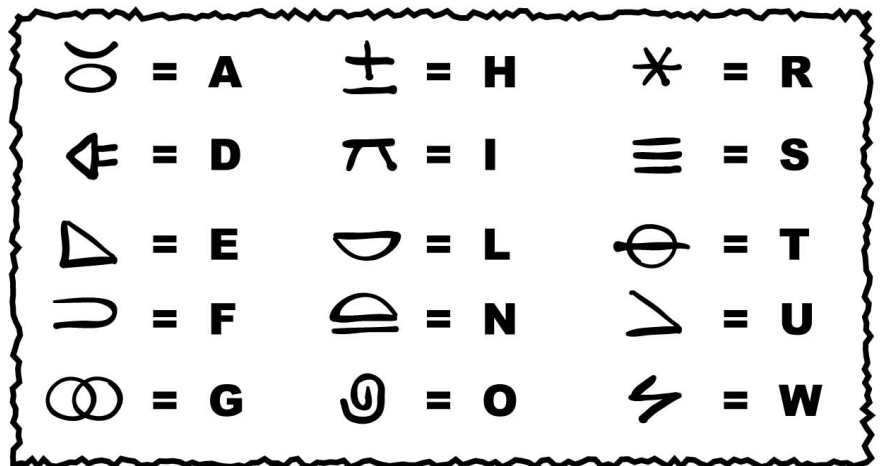 = A = H = R
= D = I = S
= E = L = T
= F = N = U
= G = O = W